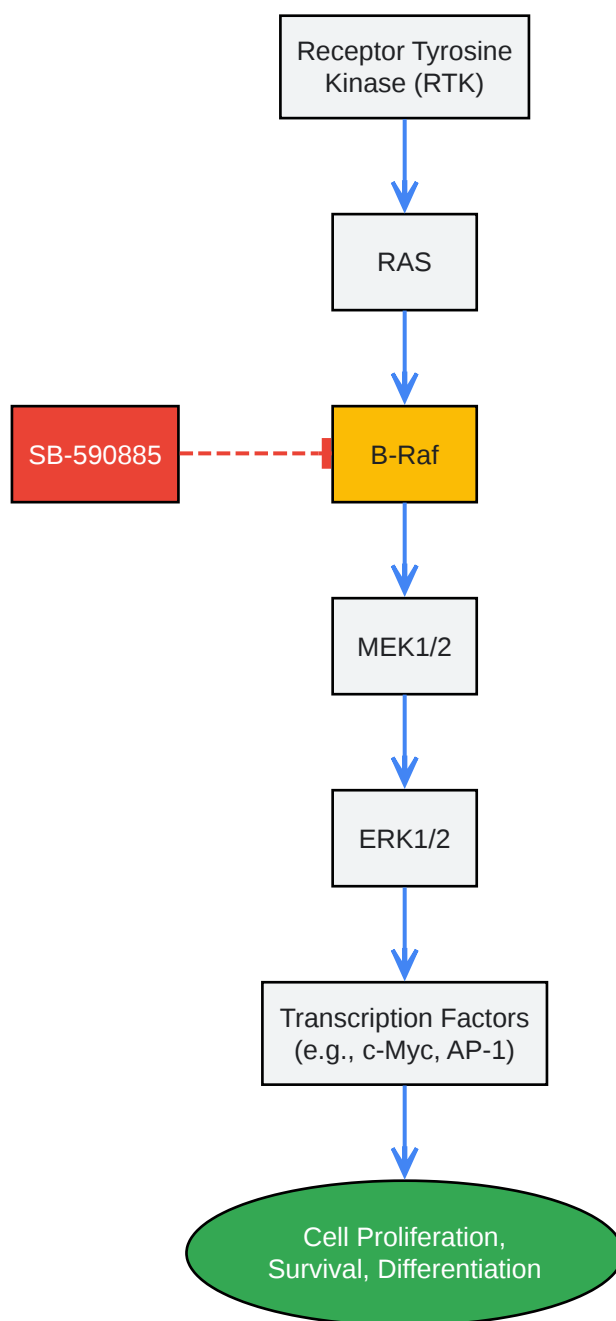 Receptor Tyrosine
Kinase (RTK)
RAS
SB-590885
B-Raf
MEK1/2
ERK1/2
Transcription Factors
(e.g., c-Myc, AP-1)
Cell Proliferation,
Survival, Differentiation